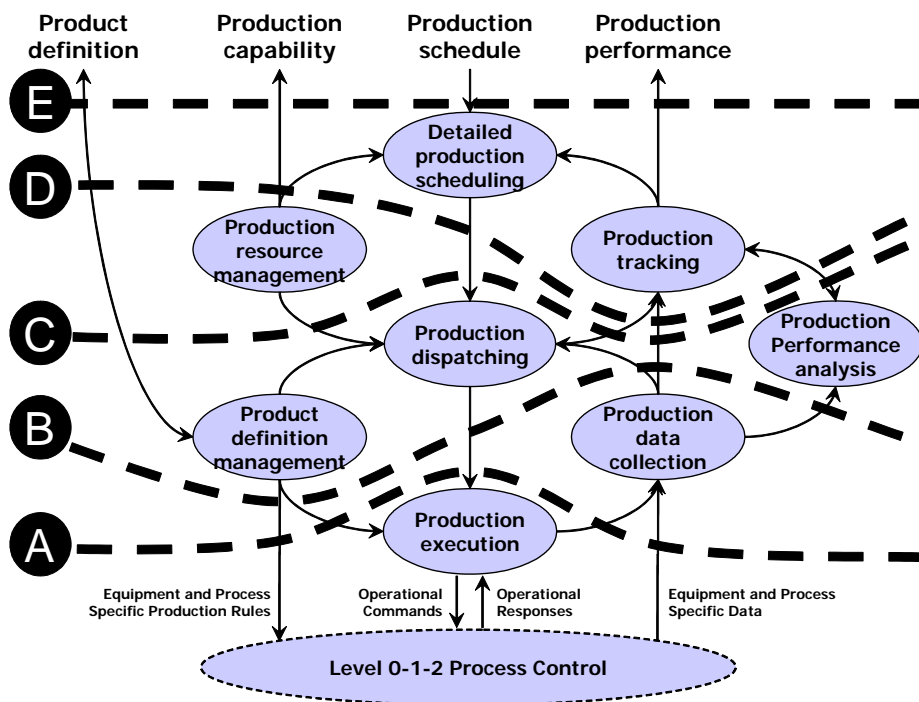 Product
definition
Production
capability
Production
schedule
Production
performance
E
Detailed
production
scheduling
D
Production
resource
management
Production
tracking
C
Production
dispatching
Production
Performance
analysis
B
Product
definition
management
Production
data
collection
A
Production
execution
Equipment and Process
Specific Production Rules
Operational
Commands
Operational
Responses
Equipment and Process
Specific Data
Level 0-1-2 Process Control